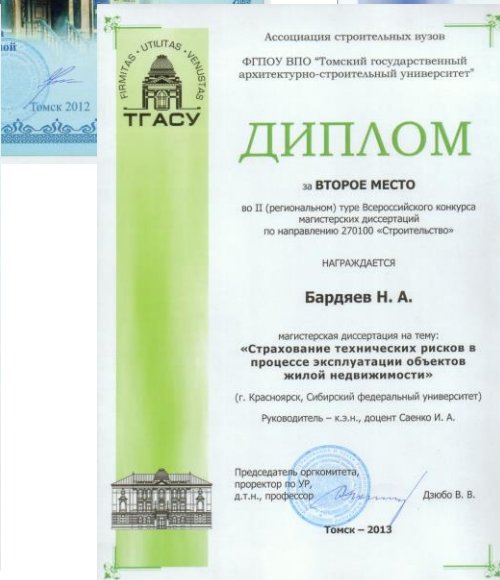 ной
Томск 2012
FIRMITAS · UTILITAS · VENUSTAS
ТГАСУ
Ассоциация строительных вузов
ФГПОУ ВПО "Томский государственный
архитектурно-строительный университет"
ДИПЛОМ
за ВТОРОЕ МЕСТО
во II (региональном) туре Всероссийского конкурса
магистерских диссертаций
по направлению 270100 «Строительство»
НАГРАЖДАЕТСЯ
Бардяев Н. А.
магистерская диссертация на тему:
«Страхование технических рисков в
процессе эксплуатации объектов
жилой недвижимости»
(г. Красноярск, Сибирский федеральный университет)
Руководитель – к.э.н., доцент Саенко И. А.
Председатель оргкомитета,
проректор по УР,
д.т.н., профессор
Дзюбо В. В.
Томск – 2013